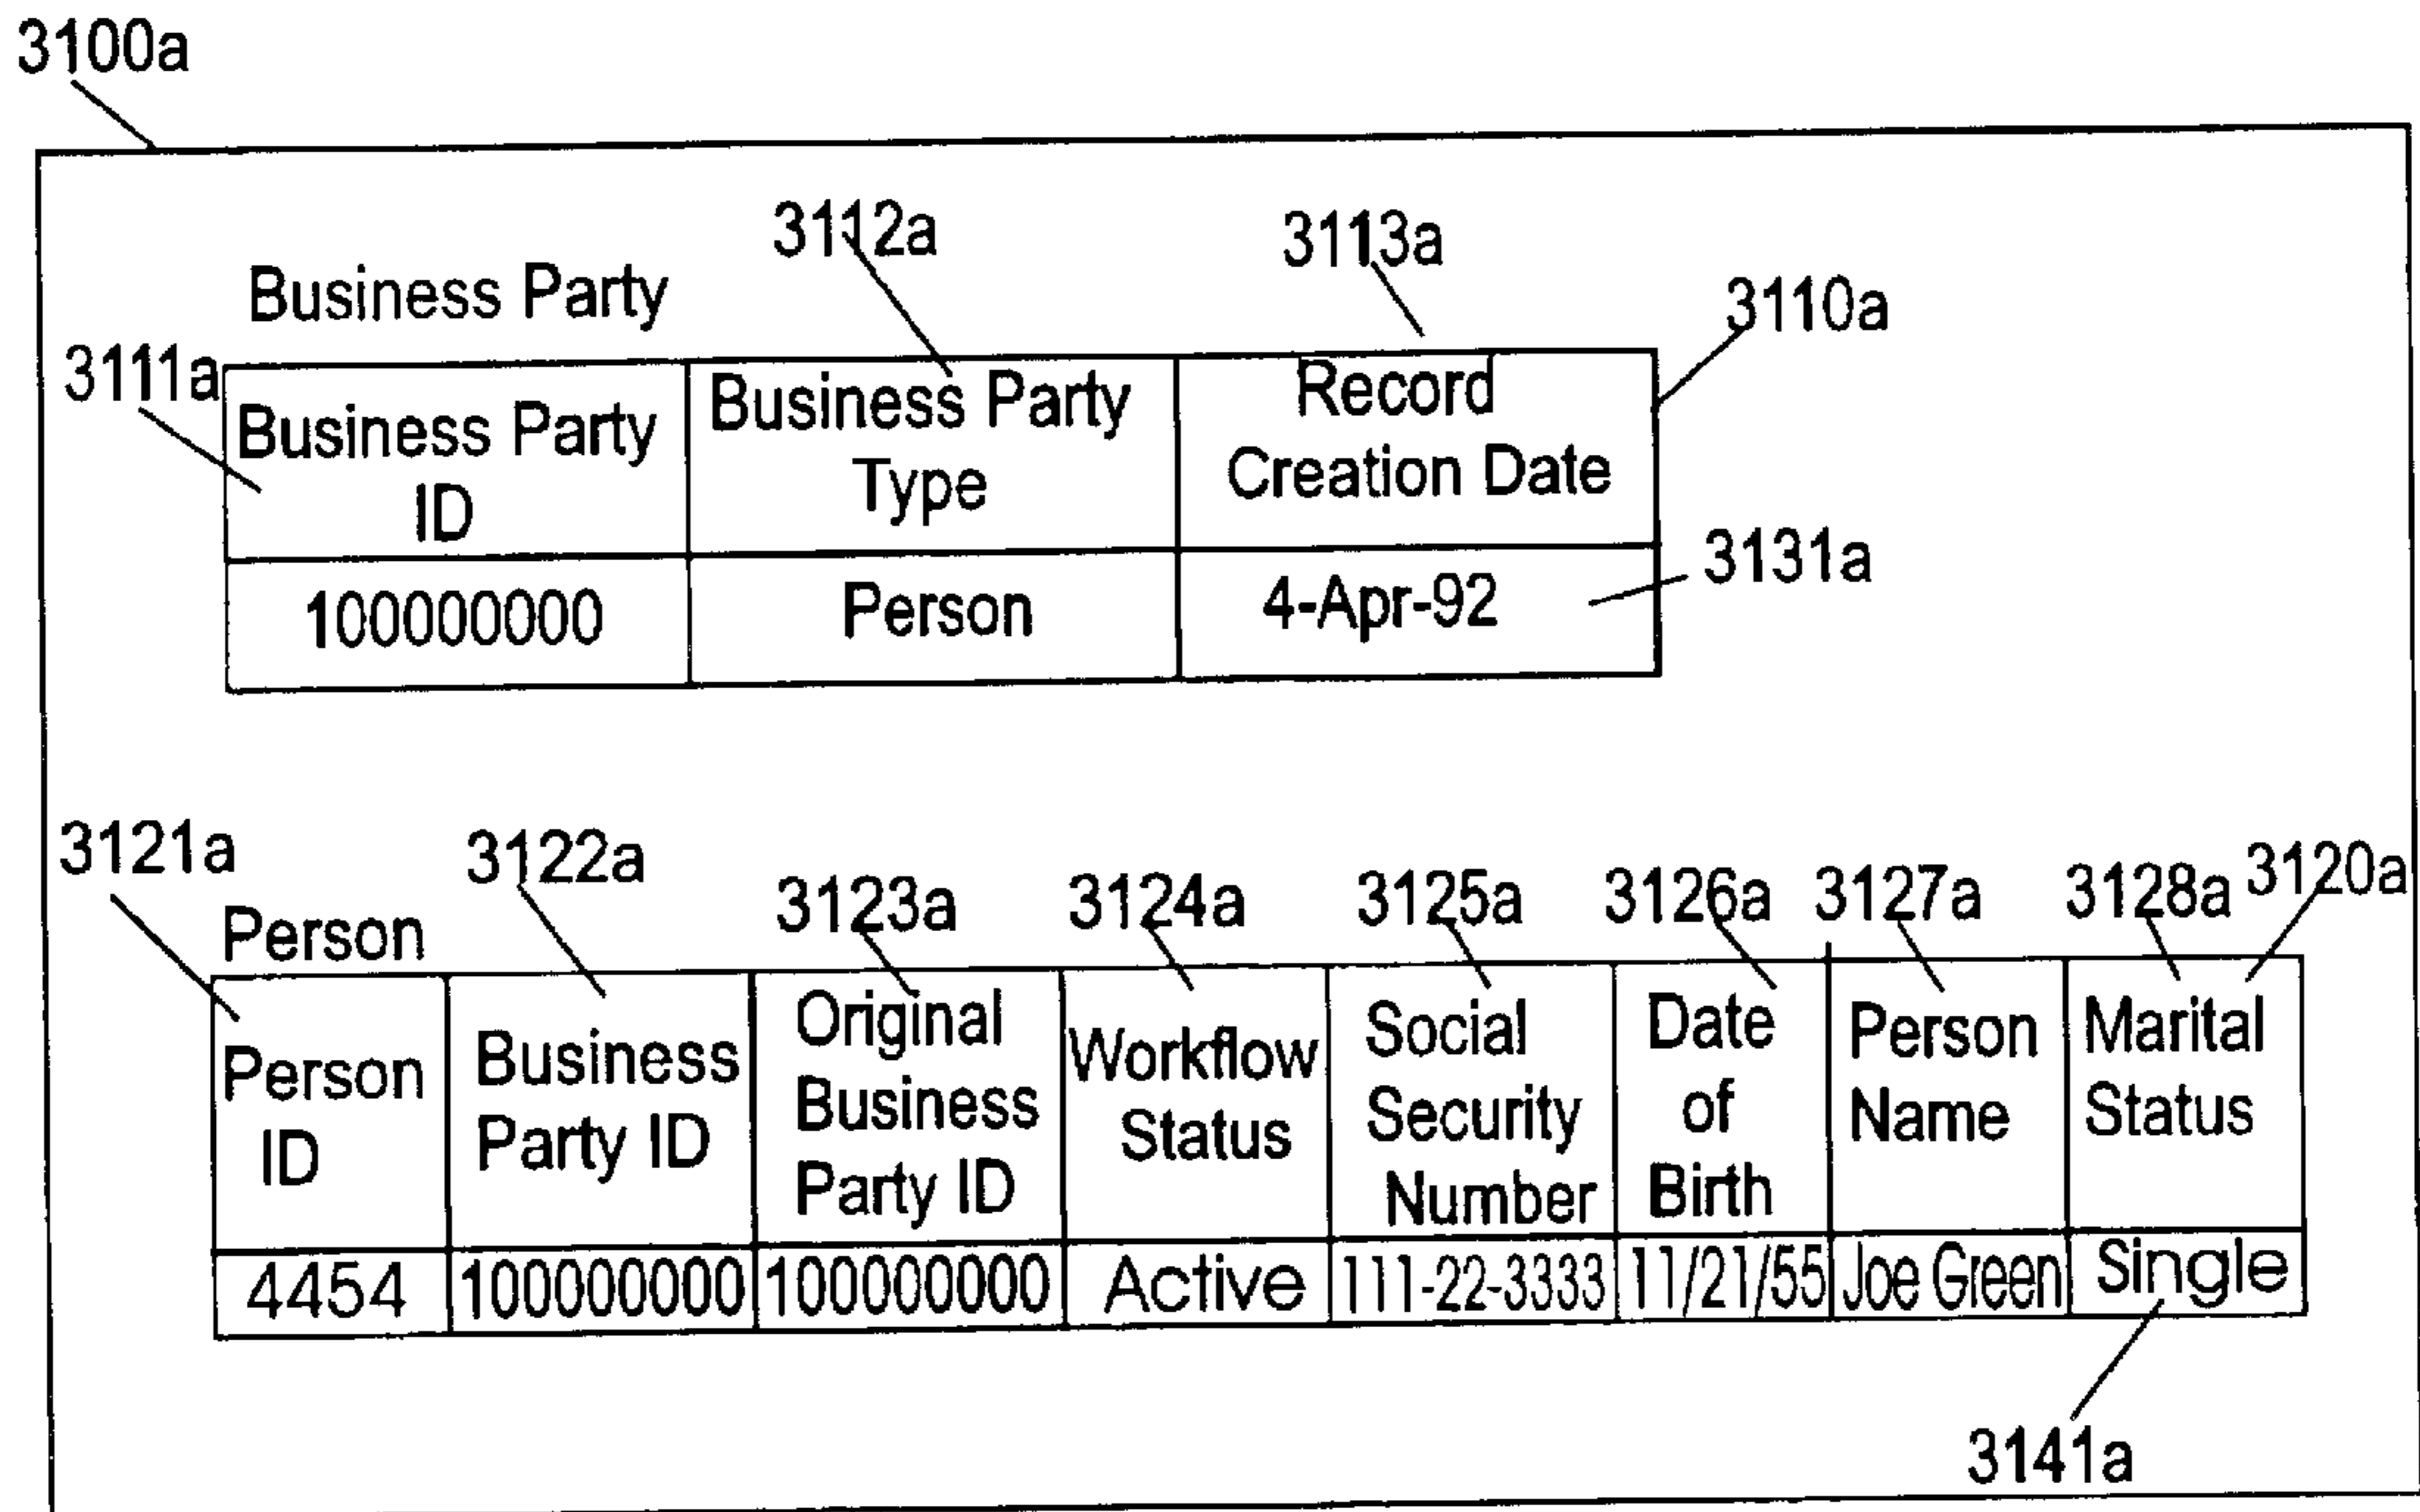 3100a
3112a
3113a
Business Party
3110a
3111a
Business Party ID
Business Party Type
Record Creation Date
3131a
100000000
Person
4-Apr-92
3121a
3122a
3123a
3124a
3125a
3126a
3127a
3128a
3120a
Person
Person ID
Business Party ID
Original Business Party ID
Workflow Status
Social Security Number
Date of Birth
Person Name
Marital Status
4454
100000000
100000000
Active
111-22-3333
11/21/55
Joe Green
Single
3141a